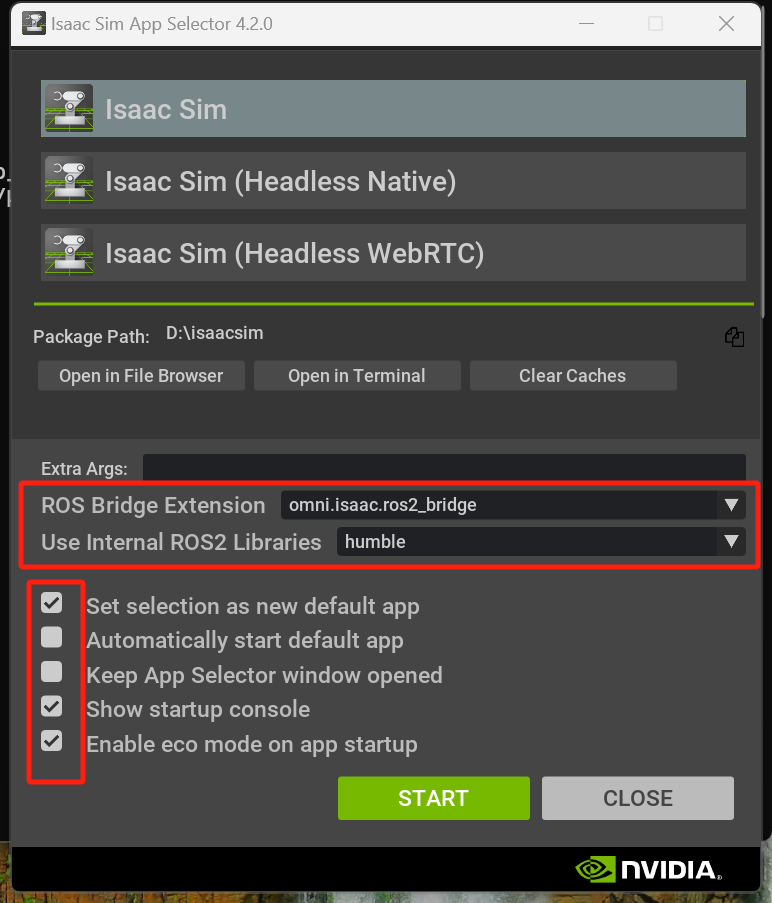 Isaac Sim App Selector 4.2.0
Isaac Sim
Isaac Sim (Headless Native)
Isaac Sim (Headless WebRTC)
Package Path: D:\isaacsim
Open in File Browser Open in Terminal Clear Caches
Extra Args:
ROS Bridge Extension omni.isaac.ros2_bridge
Use Internal ROS2 Libraries humble
Set selection as new default app
Automatically start default app
Keep App Selector window opened
Show startup console
Enable eco mode on app startup
START CLOSE
NVIDIA.